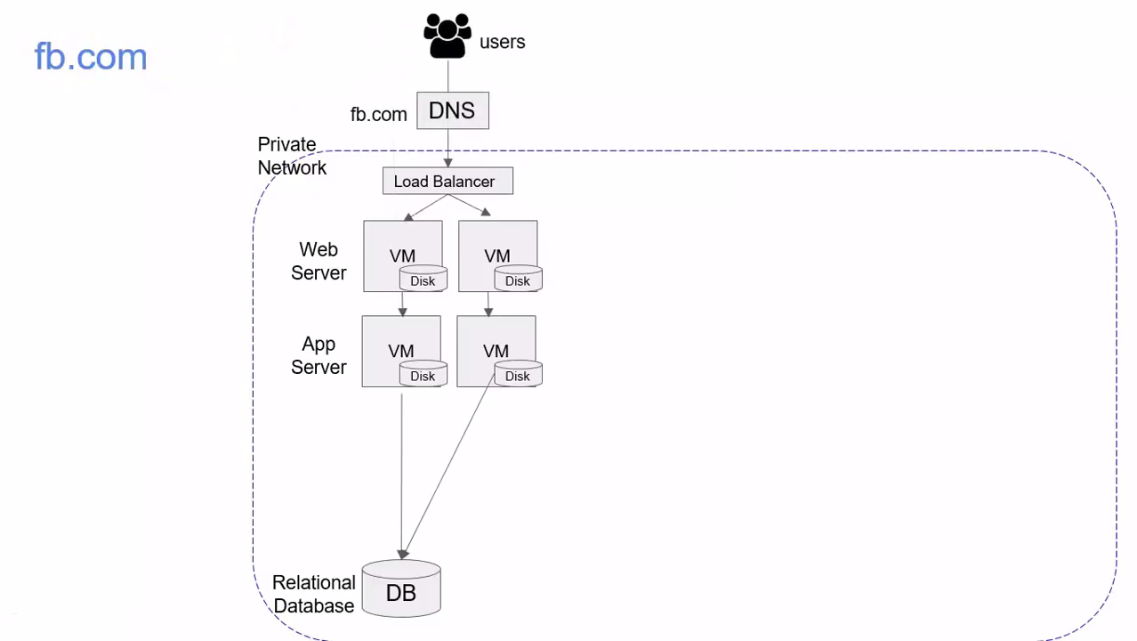 fb.com
users
fb.com
DNS
Private
Network
Load Balancer
Web
Server
VM
Disk
VM
Disk
App
Server
VM
Disk
VM
Disk
Relational
Database
DB